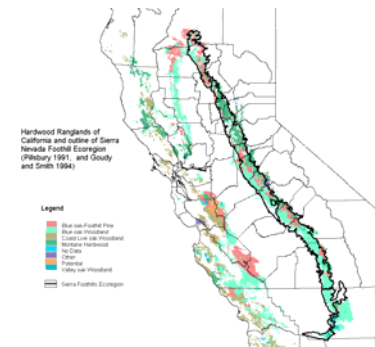 Hardwood Ranglands of
California and outline of Sierra
Nevada Foothill Ecoregion
(Pillsbury 1991, and Goudy
and Smith 1994)
Legend
Blue oak-Foothill Pine
Blue oak Woodland
Coast Live oak Woodland
Montane Hardwood
No Data
Other
Potential
Valley oak Woodland
Sierra Foothills Ecoregion